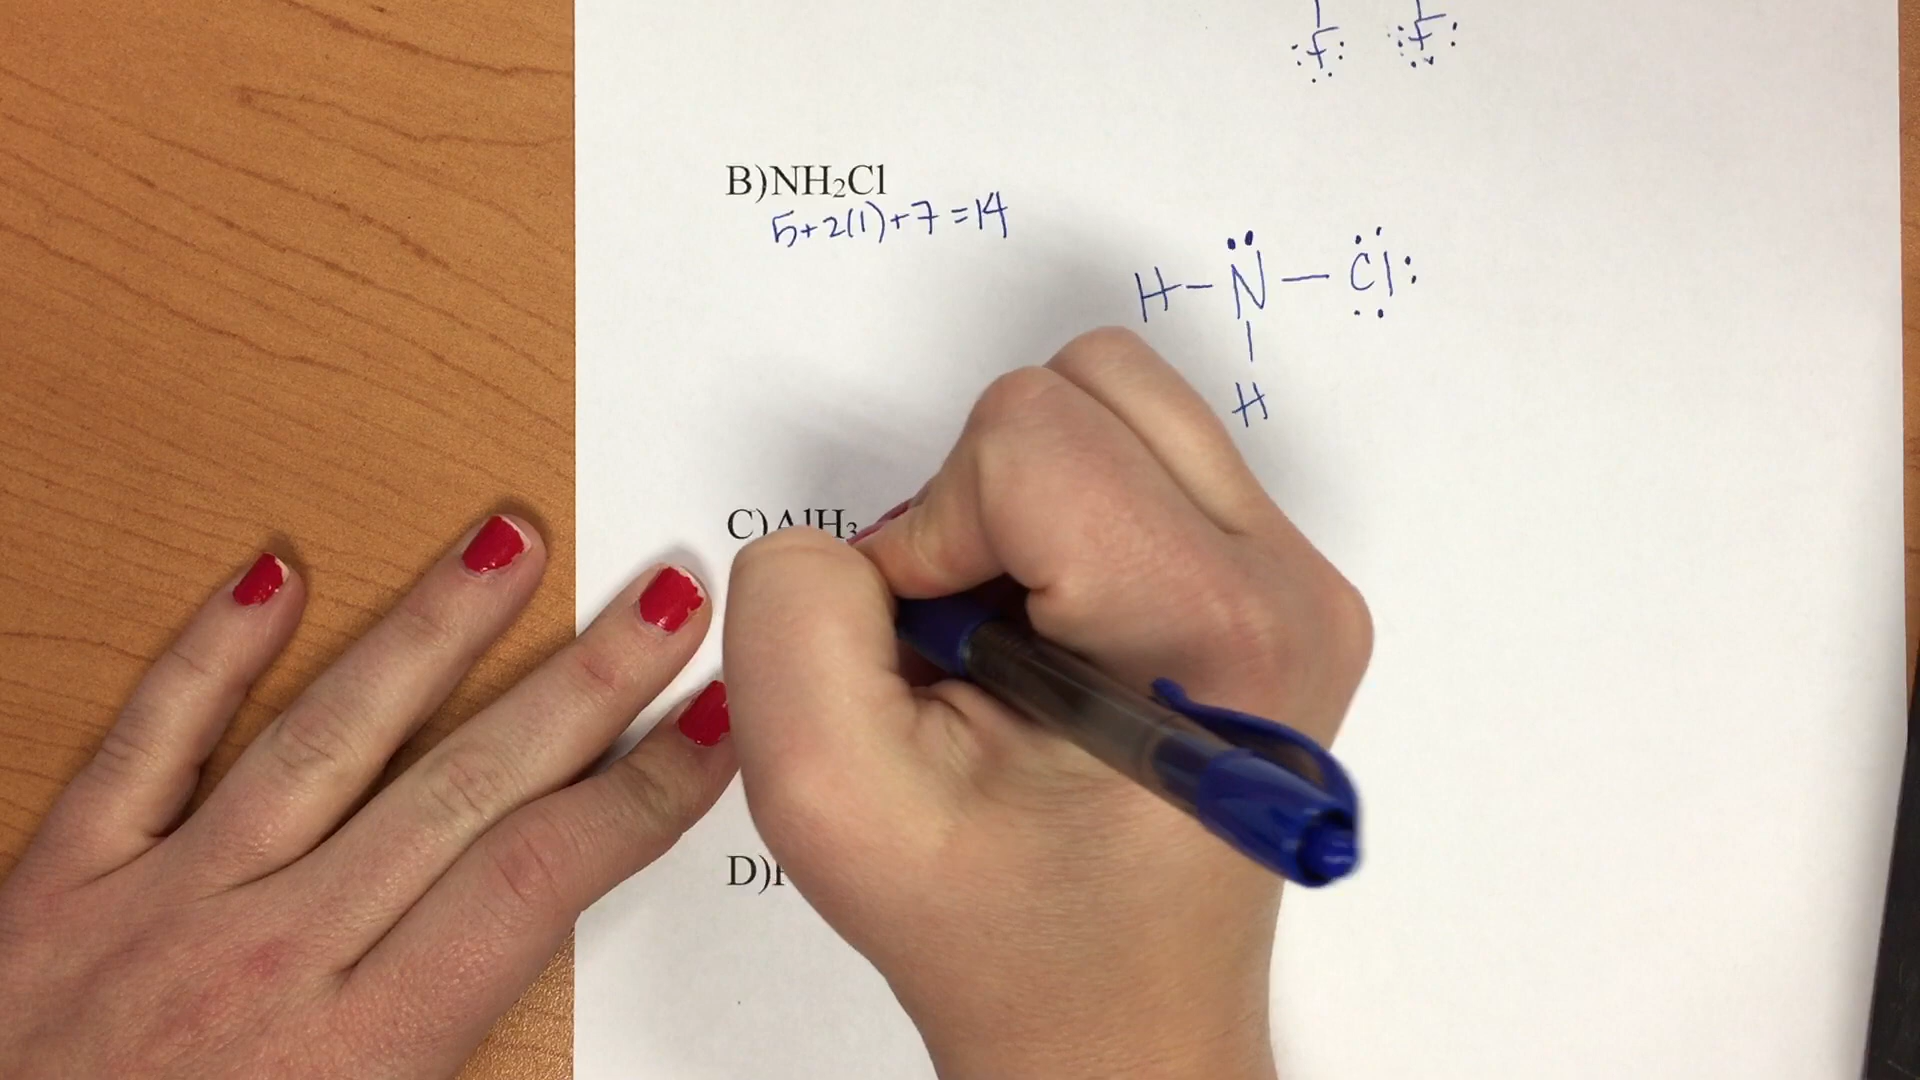 F F
B)NH₂Cl
5+2(1)+7=14
H-N-Cl
H
C)AlH₃
D)